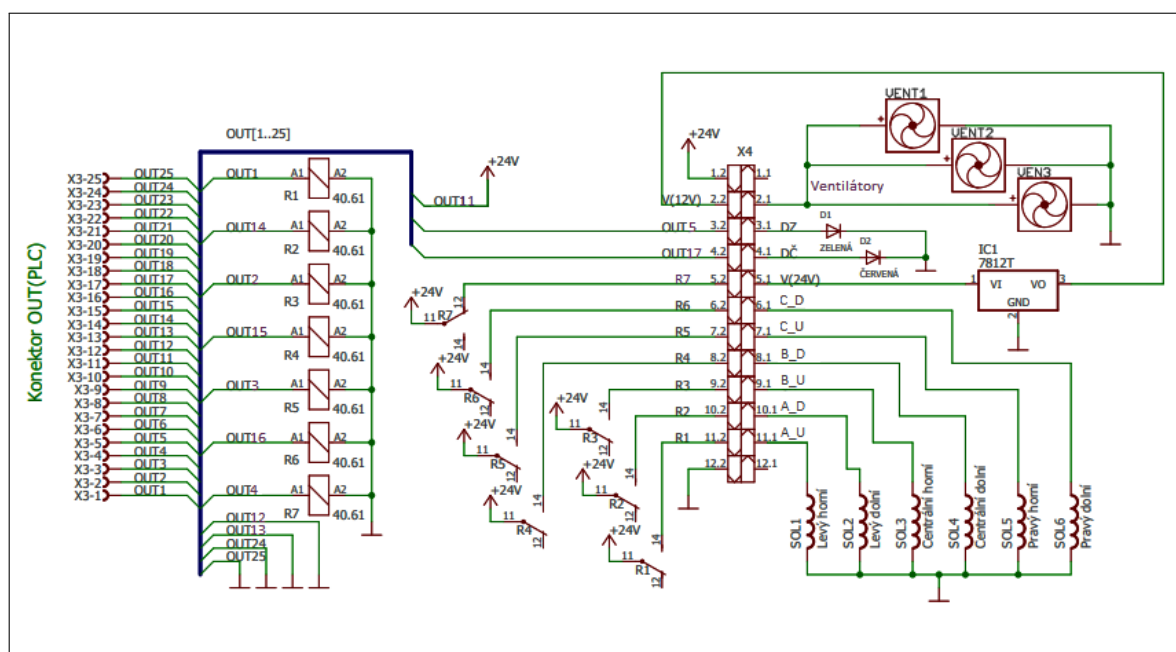 Konektor OUT(PLC)
X3-25 OUT25
X3-24 OUT24
X3-23 OUT23
X3-22 OUT22
X3-21 OUT21
X3-20 OUT20
X3-19 OUT19
X3-18 OUT18
X3-17 OUT17
X3-16 OUT16
X3-15 OUT15
X3-14 OUT14
X3-13 OUT13
X3-12 OUT12
X3-11 OUT11
X3-10 OUT10
X3-9 OUT9
X3-8 OUT8
X3-7 OUT7
X3-6 OUT6
X3-5 OUT5
X3-4 OUT4
X3-3 OUT3
X3-2 OUT2
X3-1 OUT1
OUT[1..25]
OUT1 A1 A2
R1 40.61
OUT14 A1 A2
R2 40.61
OUT2 A1 A2
R3 40.61
OUT15 A1 A2
R4 40.61
OUT3 A1 A2
R5 40.61
OUT16 A1 A2
R6 40.61
OUT4 A1 A2
R7 40.61
OUT12
OUT13
OUT24
OUT25
+24V
OUT11
+24V
12
11 R7
14
+24V
14
11
R6 12
+24V
14
11
R5 12
+24V
14
11
R4 12
+24V
14
11
R3 12
+24V
14
11
R2 12
+24V
14
11
R1 12
+24V
X4
1.2 1.1
V(12V) 2.2 2.1
OUT5 3.2 3.1 DZ
OUT17 4.2 4.1 DČ
R7 5.2 5.1 V(24V)
R6 6.2 6.1 C_D
R5 7.2 7.1 C_U
R4 8.2 8.1 B_D
R3 9.2 9.1 B_U
R2 10.2 10.1 A_D
R1 11.2 11.1 A_U
12.2 12.1
VENT1
+
VENT2
+
VEN3
+
Ventilátory
D1
ZELENÁ
D2
ČERVENÁ
IC1
7812T
1 VI VO 3
GND
2
SOL1
Levý horní
SOL2
Levý dolní
SOL3
Centrální horní
SOL4
Centrální dolní
SOL5
Pravý horní
SOL6
Pravý dolní